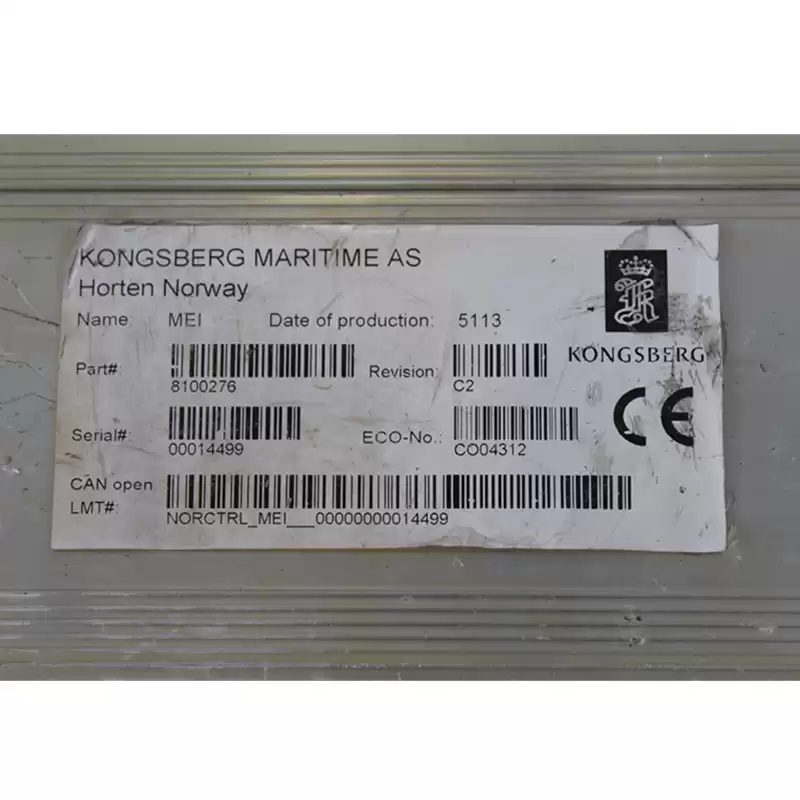 KONGSBERG MARITIME AS
Horten Norway
Name: MEI Date of production: 5113
Part#: 8100276 Revision: C2
Serial#: 00014499 ECO-No.: CO04312
CAN open
LMT#: NORCTRL_MEI___00000000014499
KONGSBERG
CE